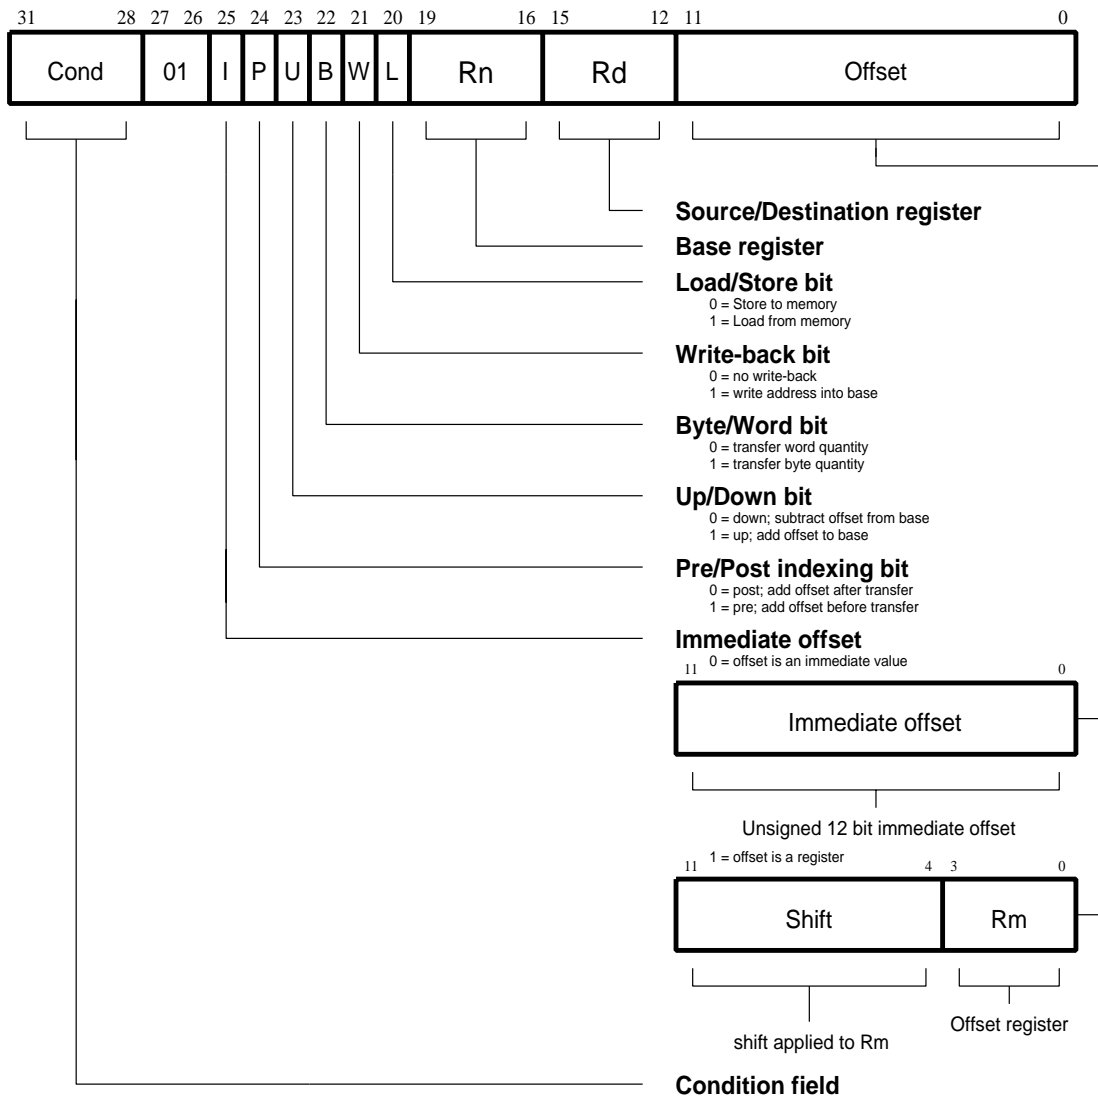 31 28 27 26 25 24 23 22 21 20 19 16 15 12 11 0
Cond 01 I P U B W L Rn Rd Offset
Source/Destination register
Base register
Load/Store bit
0 = Store to memory
1 = Load from memory
Write-back bit
0 = no write-back
1 = write address into base
Byte/Word bit
0 = transfer word quantity
1 = transfer byte quantity
Up/Down bit
0 = down; subtract offset from base
1 = up; add offset to base
Pre/Post indexing bit
0 = post; add offset after transfer
1 = pre; add offset before transfer
Immediate offset
0 = offset is an immediate value
11 0
Immediate offset
Unsigned 12 bit immediate offset
1 = offset is a register
11 4 3 0
Shift Rm
Offset register
shift applied to Rm
Condition field